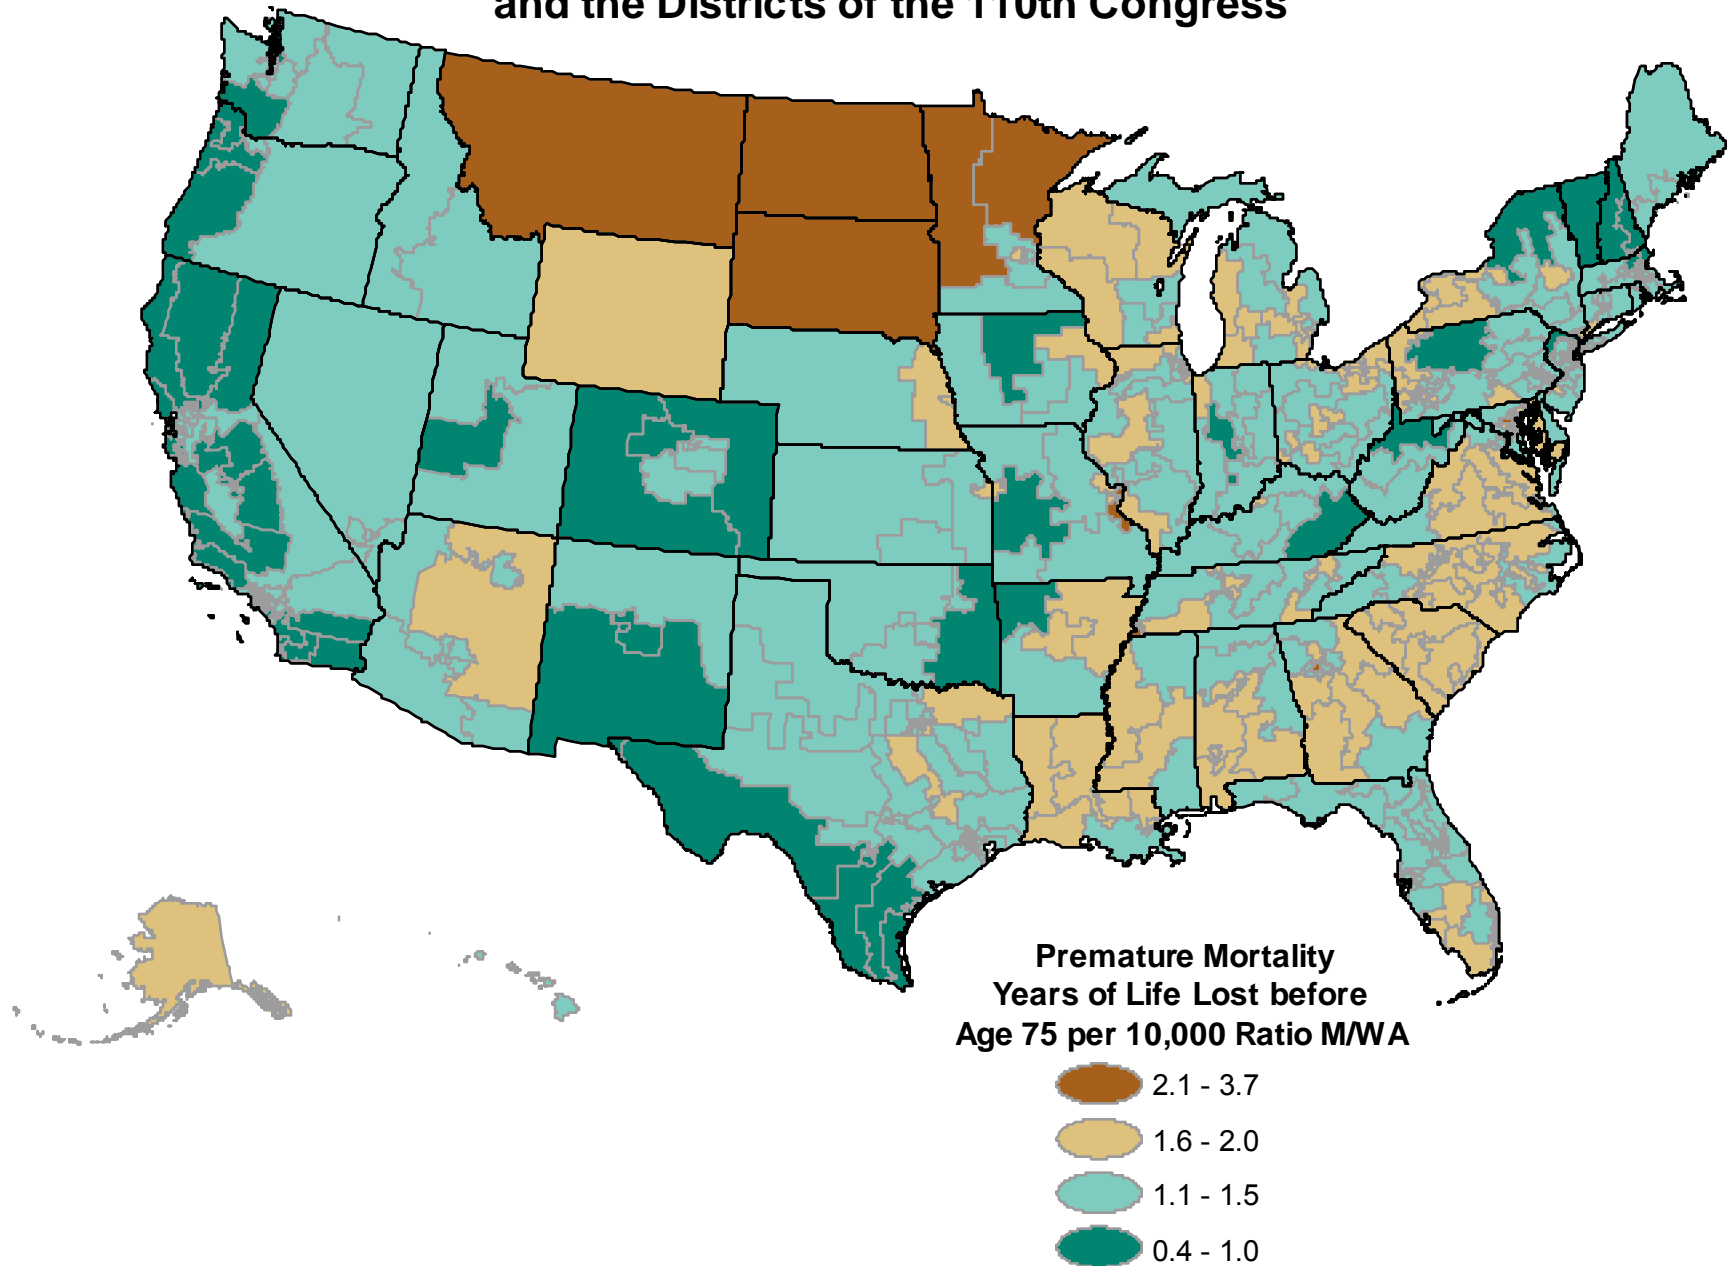 and the Districts of the 110th Congress
Premature Mortality
Years of Life Lost before
Age 75 per 10,000 Ratio M/WA
2.1 - 3.7
1.6 - 2.0
1.1 - 1.5
0.4 - 1.0